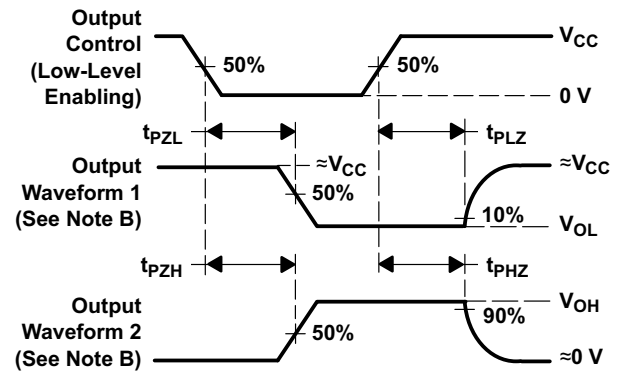 Output
Control
(Low-Level
Enabling)
50%
50%
VCC
0 V
tPZL
tPLZ
Output
Waveform 1
(See Note B)
≈VCC
50%
≈VCC
10%
VOL
tPZH
tPHZ
Output
Waveform 2
(See Note B)
50%
VOH
90%
≈0 V